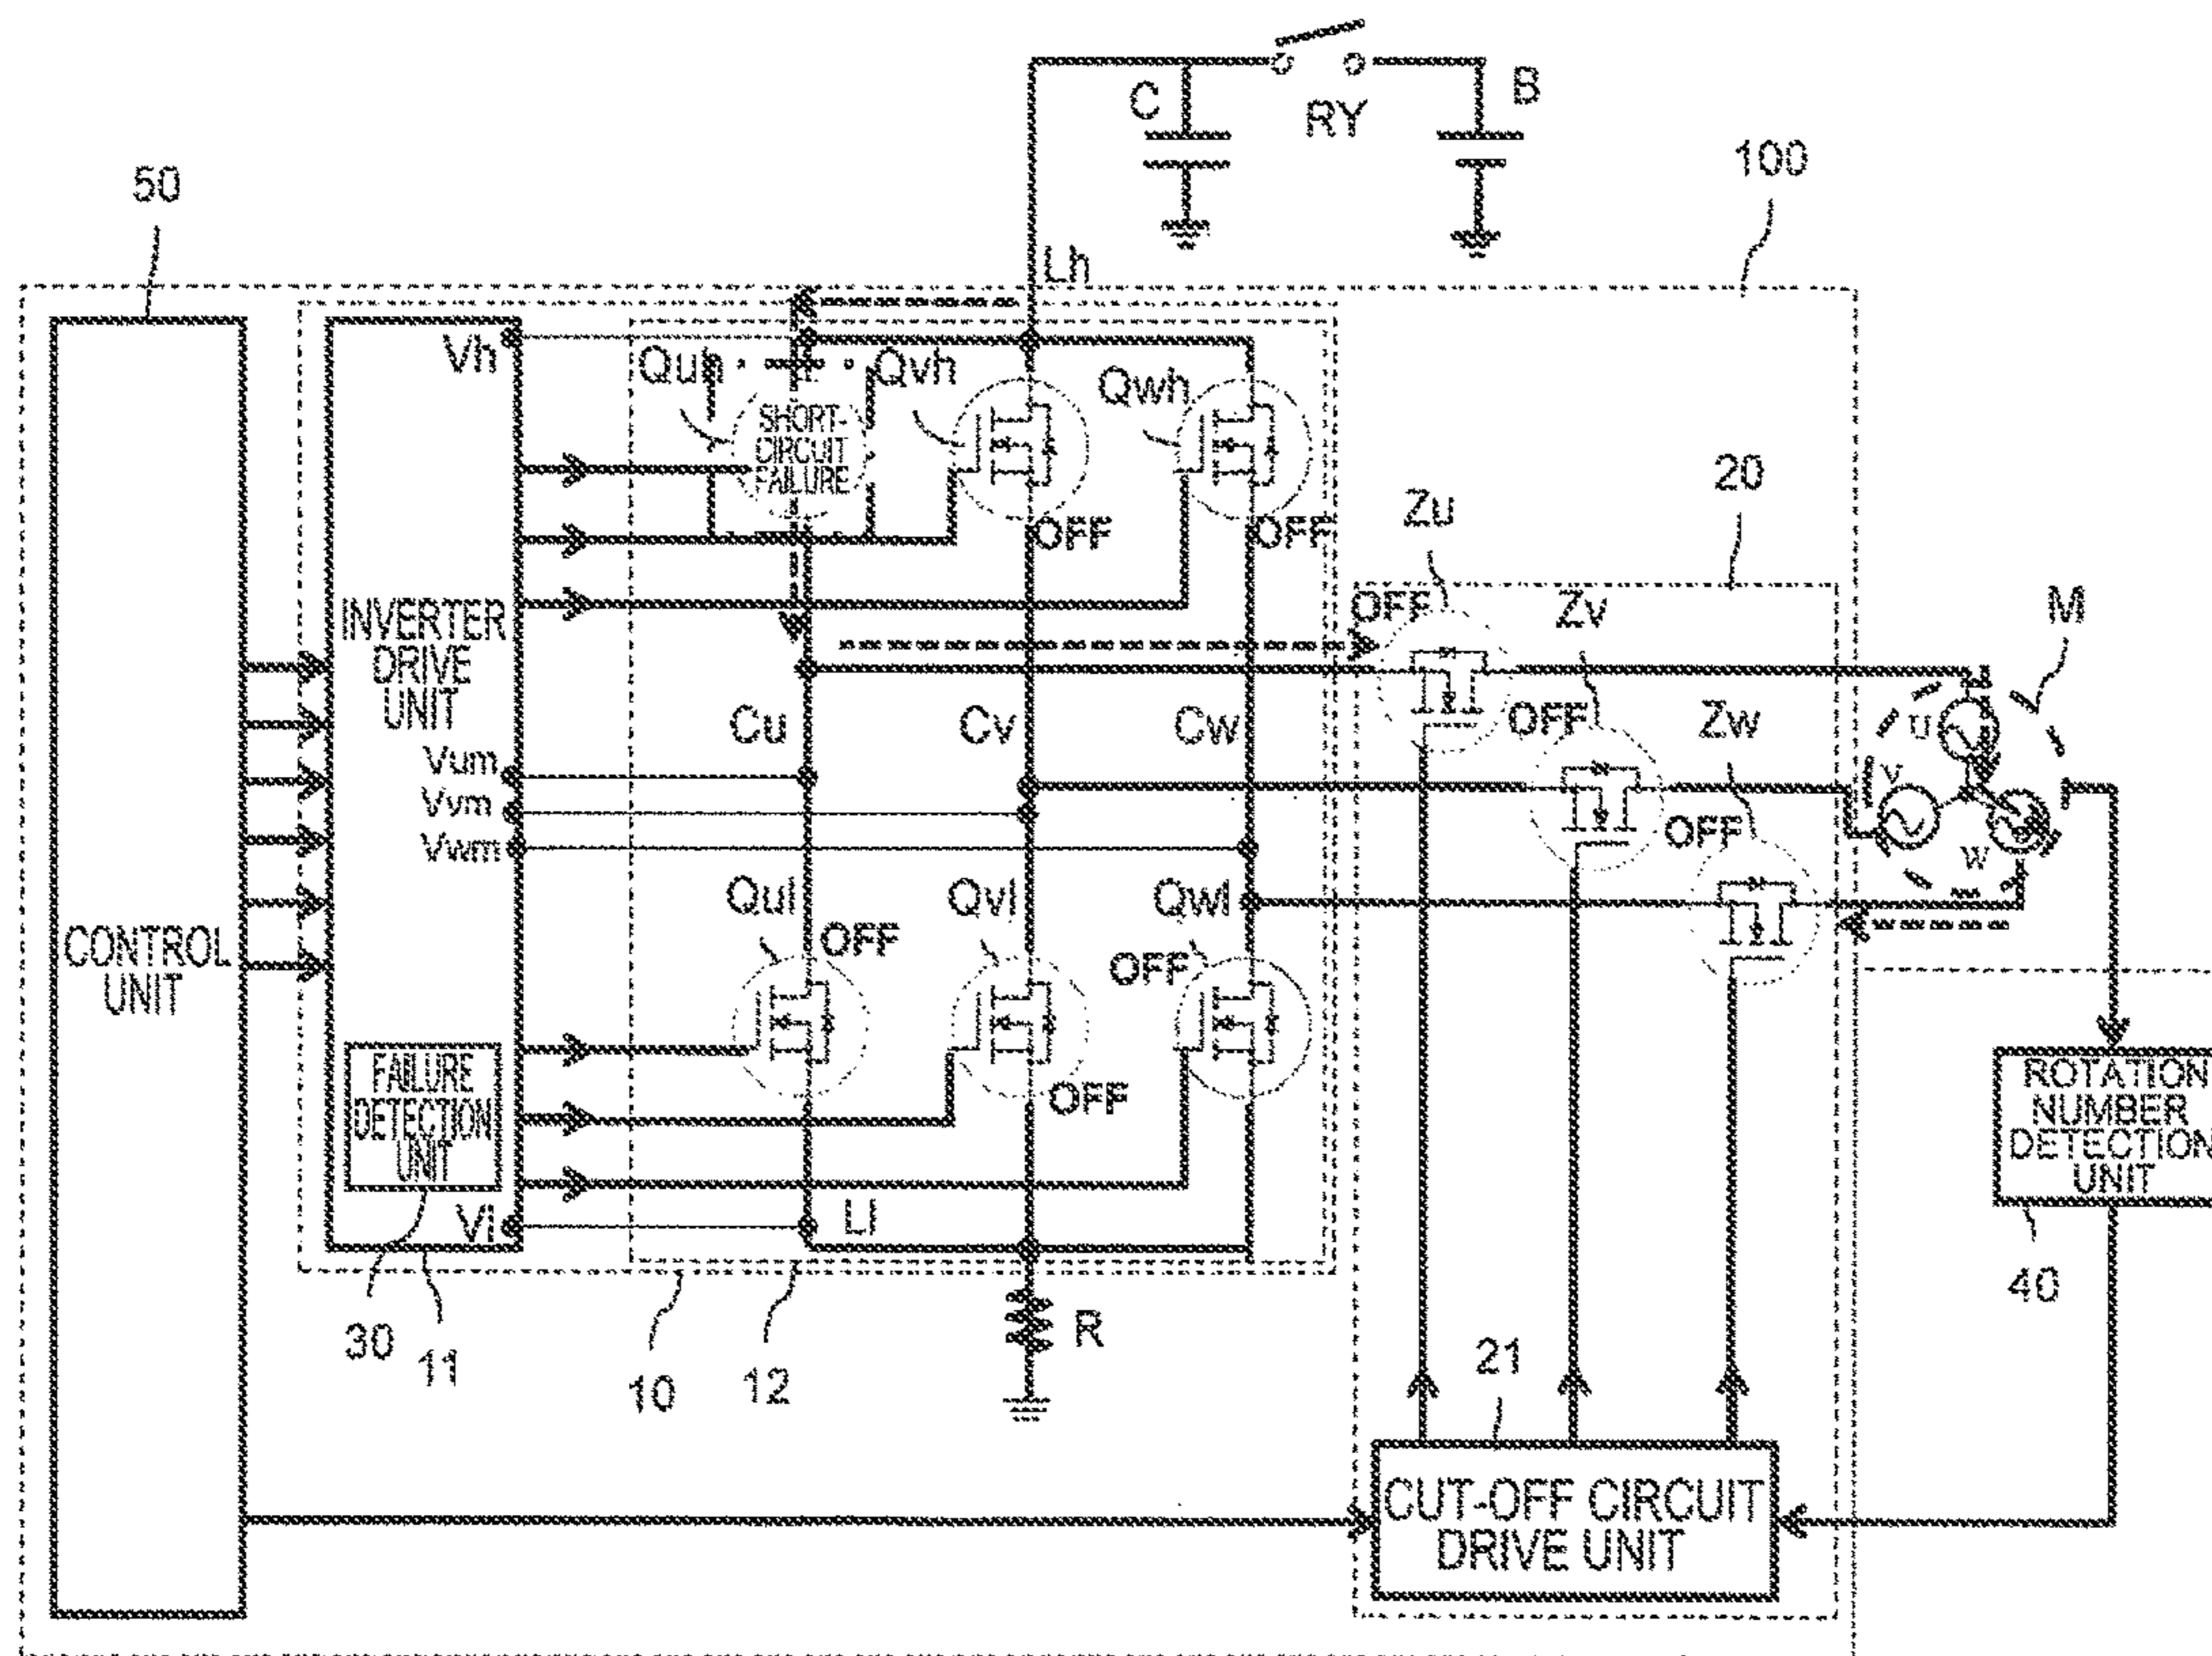 C
RY
B
100
50
Lh
Vh
Quh
Qvh
Qwh
SHORT-
CIRCUIT
FAILURE
OFF
OFF
20
Zu
OFF
Zv
M
INVERTER
DRIVE
UNIT
Cu
Cv
Cw
OFF
Zw
U
V
W
Vum
Vvm
Vwm
OFF
Qul
Qvl
Qwl
OFF
OFF
CONTROL
UNIT
FAILURE
DETECTION
UNIT
OFF
ROTATION
NUMBER
DETECTION
UNIT
Vl
Ll
40
R
30
11
10
12
21
CUT-OFF CIRCUIT
DRIVE UNIT